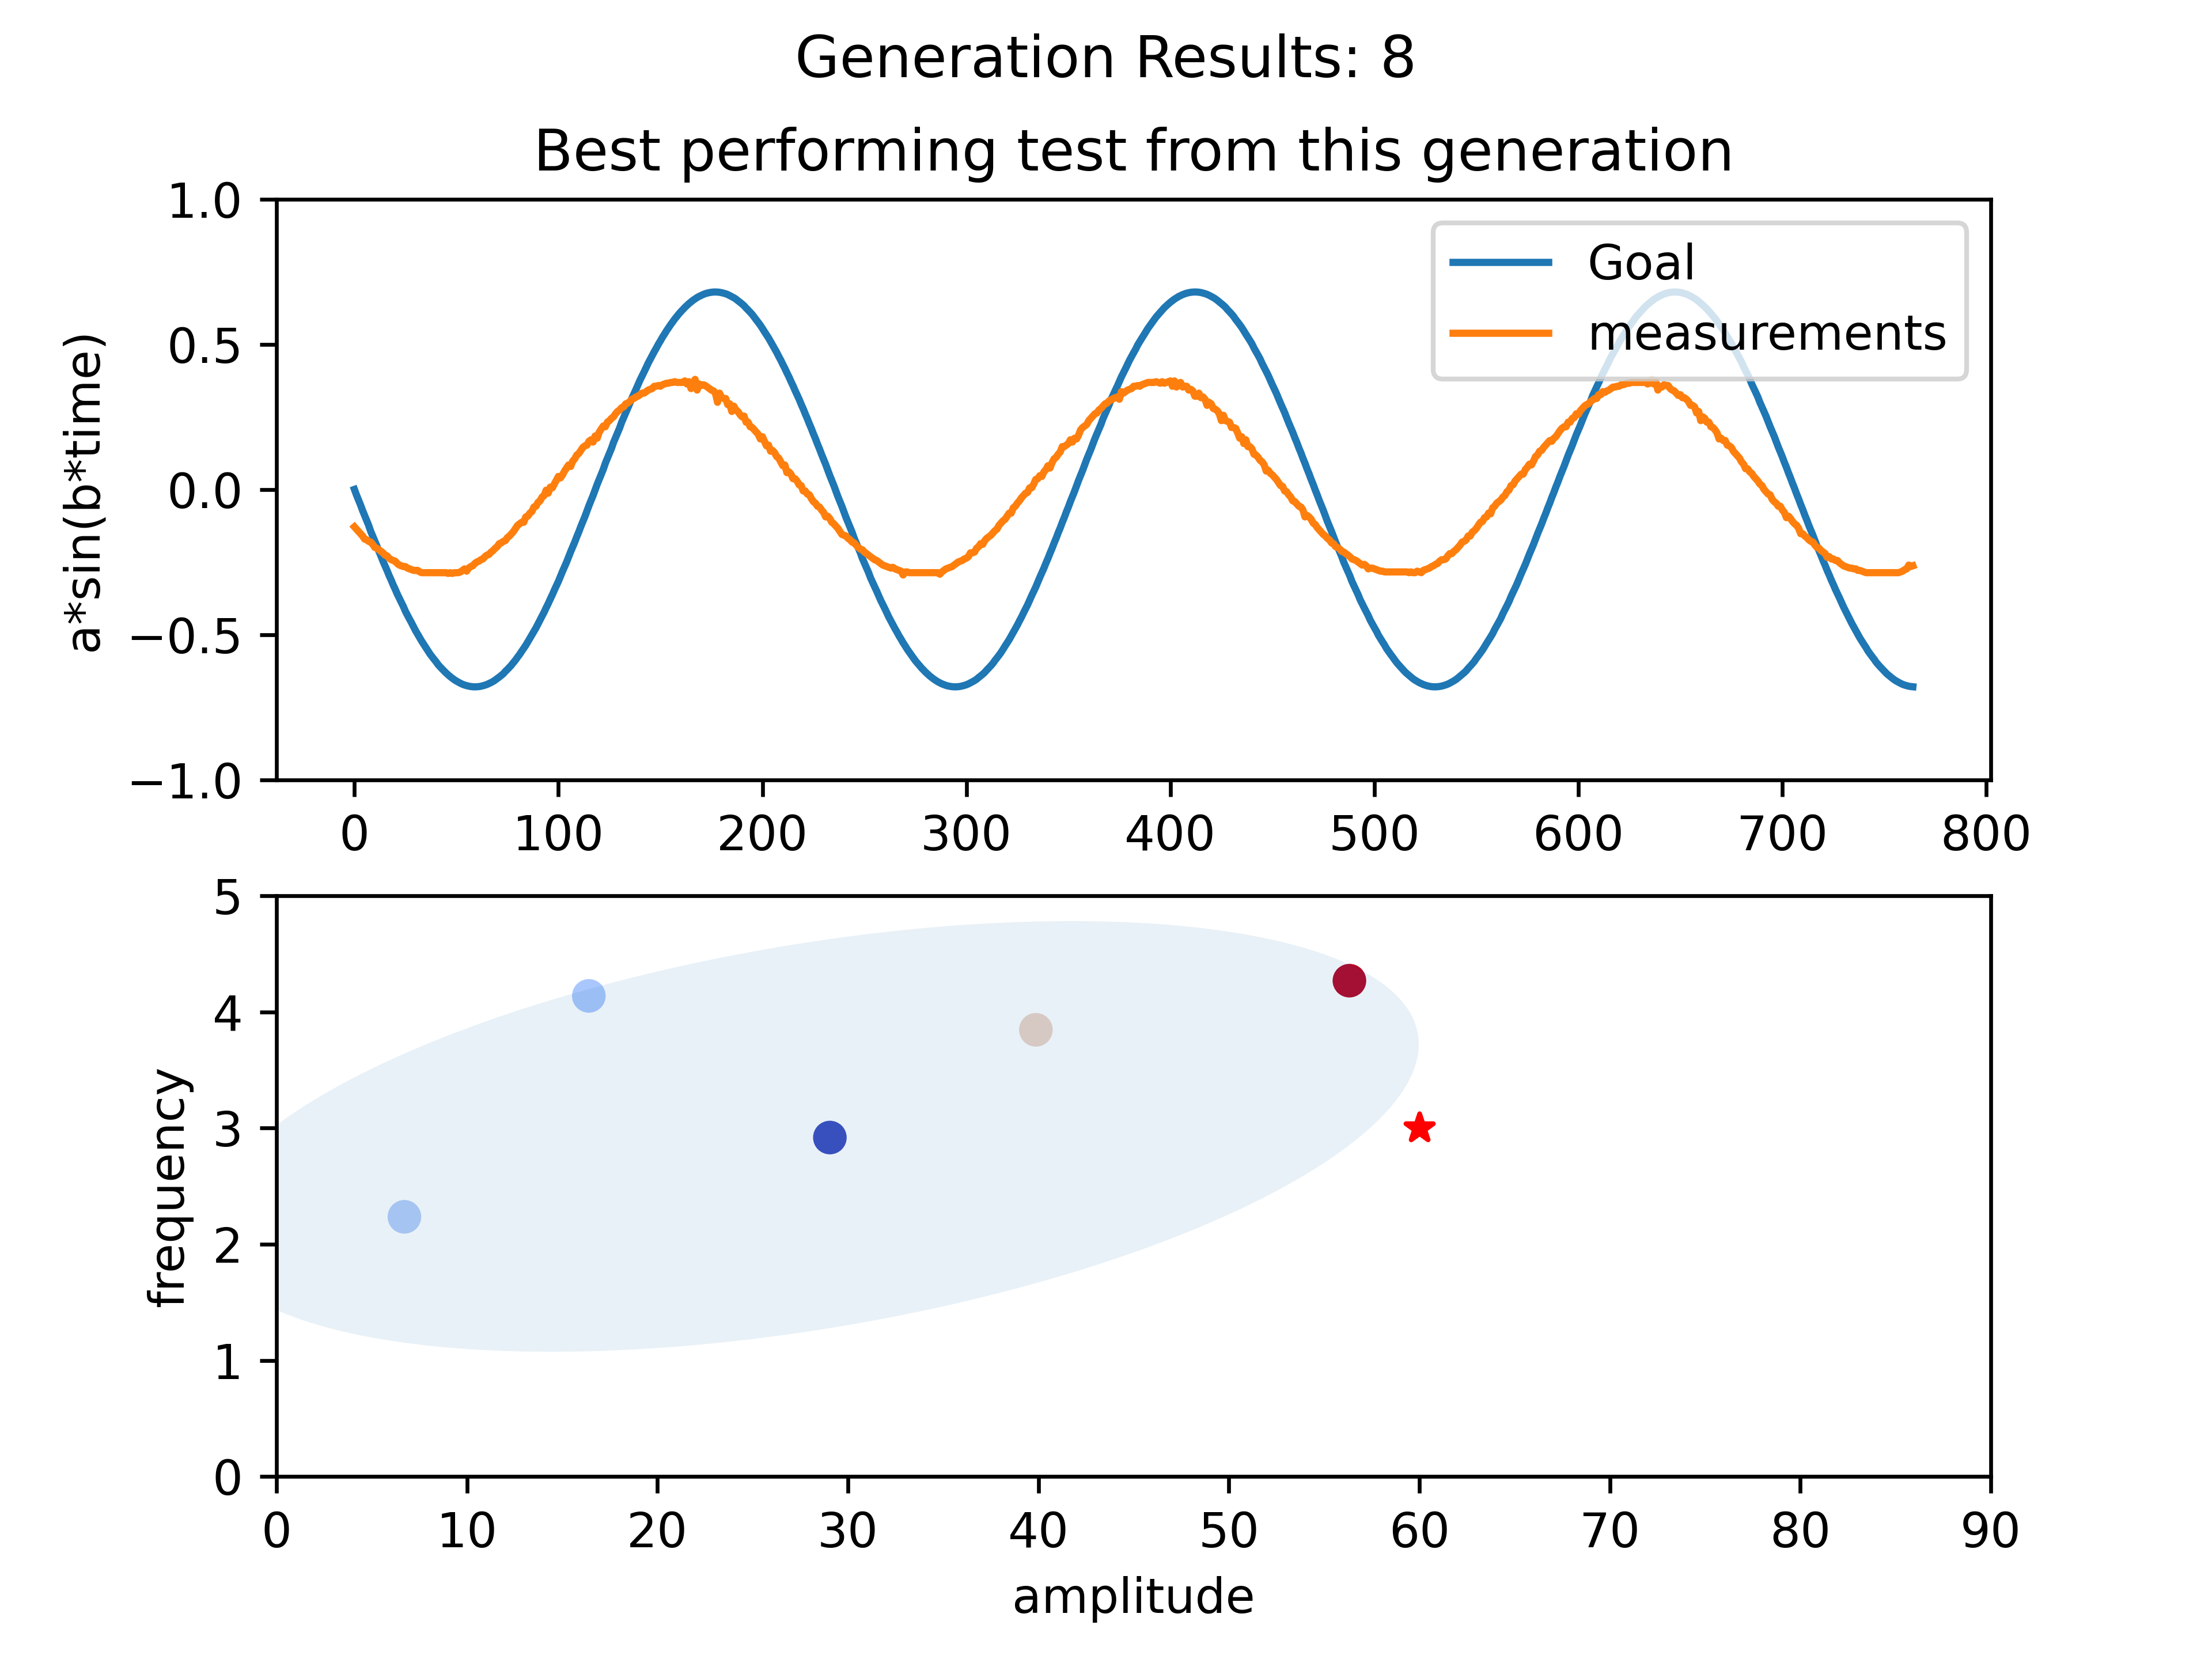 Generation Results: 8
Best performing test from this generation
1.0
0.5
0.0
−0.5
−1.0
a*sin(b*time)
Goal
measurements
0 100 200 300 400 500 600 700 800
5
4
3
2
1
0
frequency
0 10 20 30 40 50 60 70 80 90
amplitude